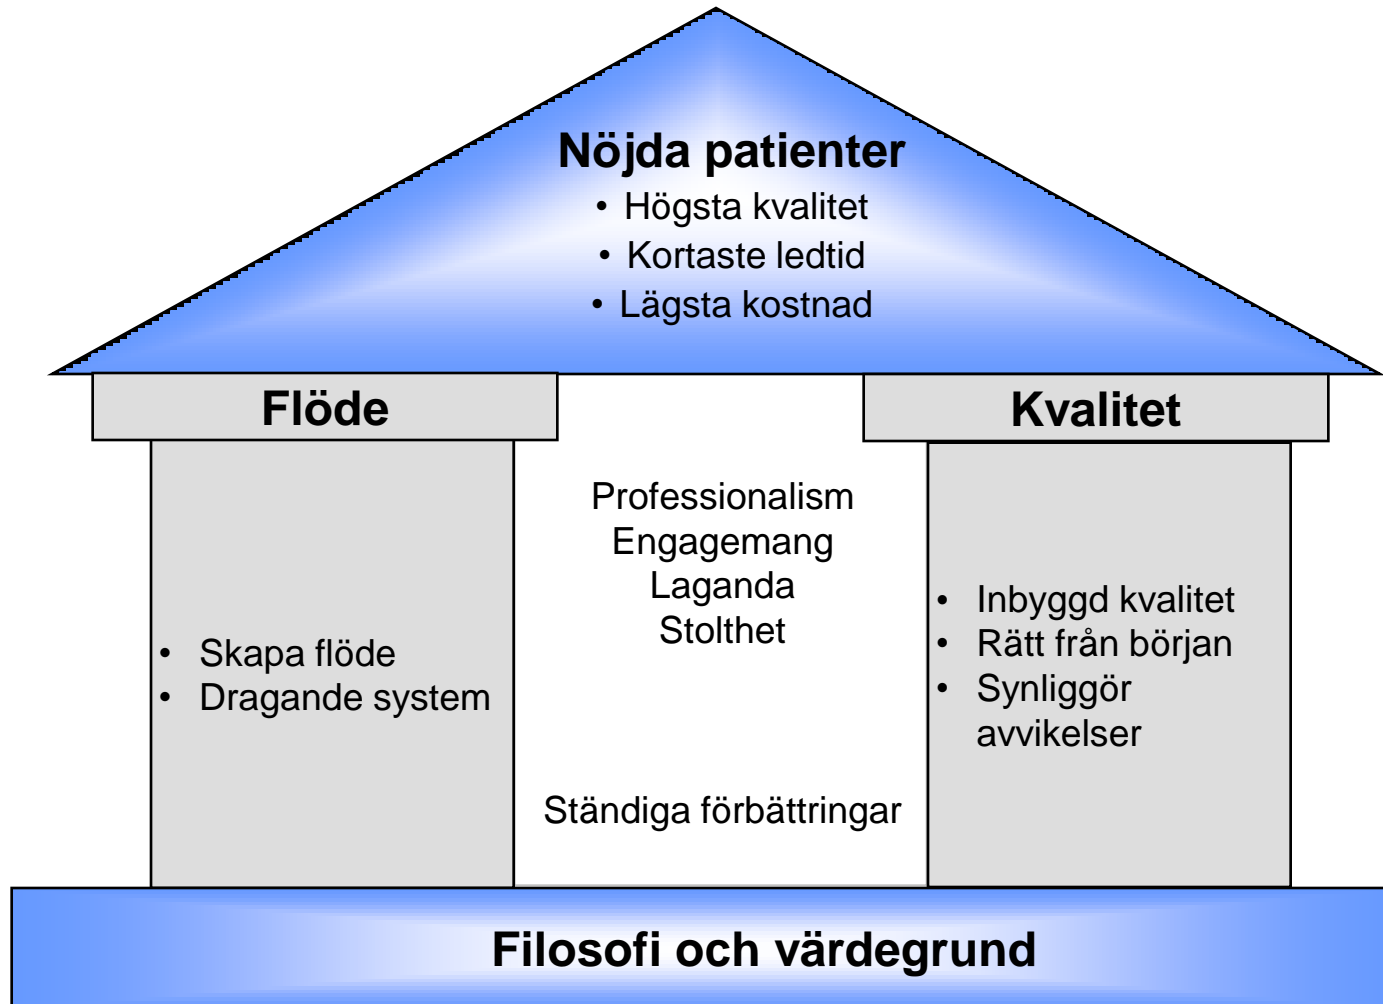 Nöjda patienter
• Högsta kvalitet
• Kortaste ledtid
• Lägsta kostnad
Flöde
Kvalitet
• Skapa flöde
• Dragande system
Professionalism
Engagemang
Laganda
Stolthet
Ständiga förbättringar
• Inbyggd kvalitet
• Rätt från början
• Synliggör
avvikelser
Filosofi och värdegrund